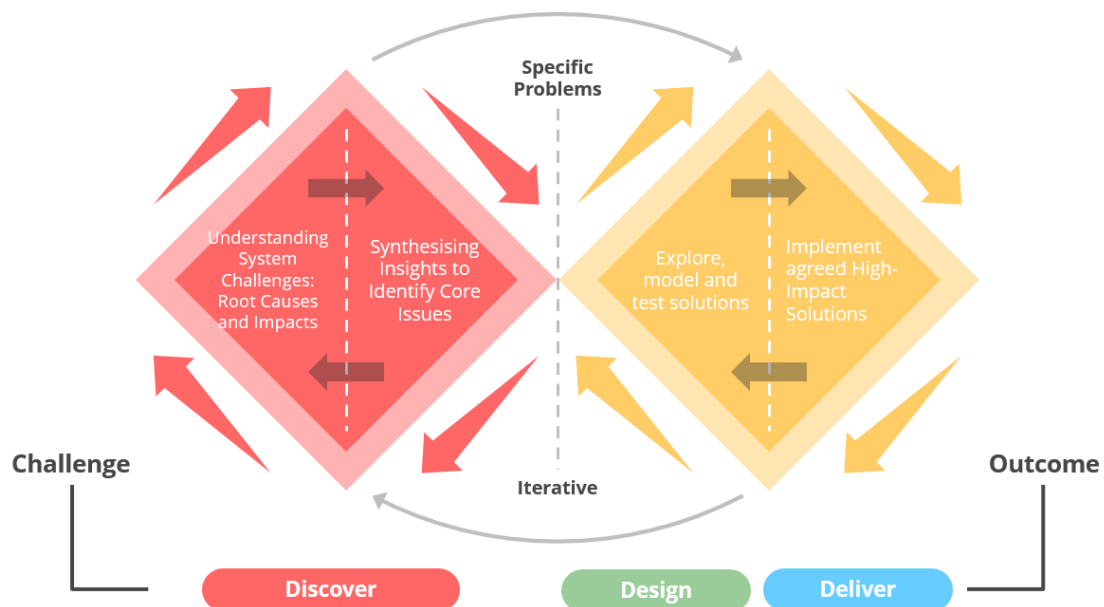 Specific
Problems
Understanding
System
Challenges:
Root Causes
and Impacts
Synthesising
Insights to
Identify Core
Issues
Explore,
model and
test solutions
Implement
agreed High-
Impact
Solutions
Challenge
Iterative
Outcome
Discover
Design
Deliver